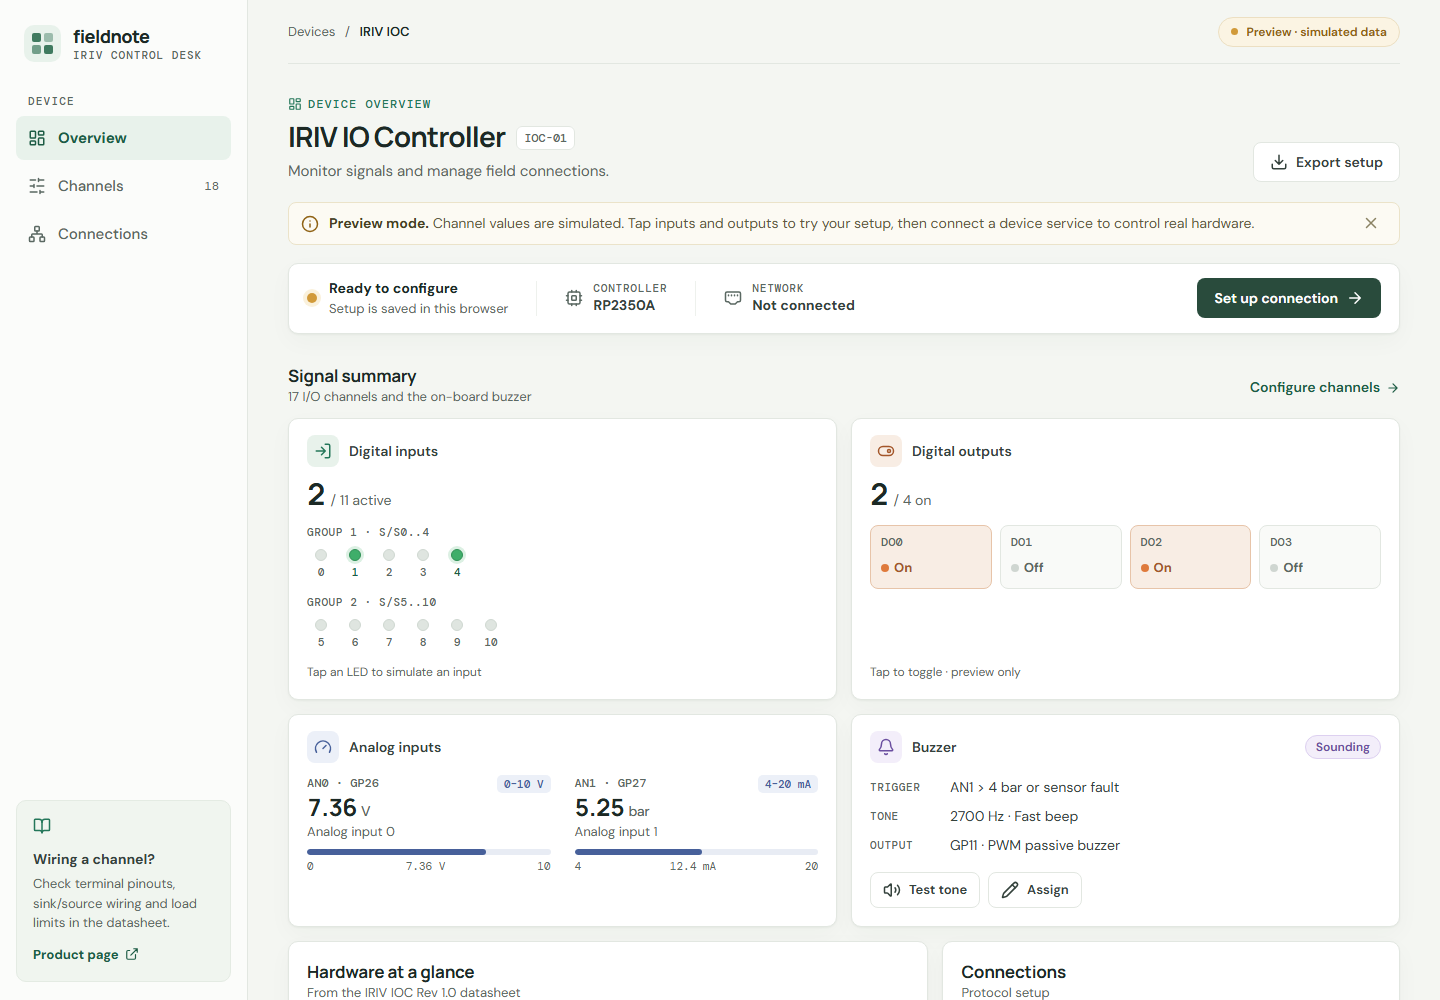 fieldnote
IRIV CONTROL DESK
DEVICE
Overview
Channels 18
Connections
Wiring a channel?
Check terminal pinouts,
sink/source wiring and load
limits in the datasheet.
Product page
Devices / IRIV IOC
Preview · simulated data
DEVICE OVERVIEW
IRIV IO Controller IOC-01
Monitor signals and manage field connections.
Export setup
Preview mode. Channel values are simulated. Tap inputs and outputs to try your setup, then connect a device service to control real hardware.
Ready to configure
Setup is saved in this browser
CONTROLLER
RP2350A
NETWORK
Not connected
Set up connection
Signal summary
17 I/O channels and the on-board buzzer
Configure channels
Digital inputs
2 / 11 active
GROUP 1 · S/S0..4
0 1 2 3 4
GROUP 2 · S/S5..10
5 6 7 8 9 10
Tap an LED to simulate an input
Digital outputs
2 / 4 on
DO0 DO1 DO2 DO3
On Off On Off
Tap to toggle · preview only
Analog inputs
AN0 · GP26 0–10 V
7.36 V
Analog input 0
0 7.36 V 10
AN1 · GP27 4–20 mA
5.25 bar
Analog input 1
4 12.4 mA 20
Buzzer Sounding
TRIGGER AN1 > 4 bar or sensor fault
TONE 2700 Hz · Fast beep
OUTPUT GP11 · PWM passive buzzer
Test tone Assign
Hardware at a glance
From the IRIV IOC Rev 1.0 datasheet
Connections
Protocol setup